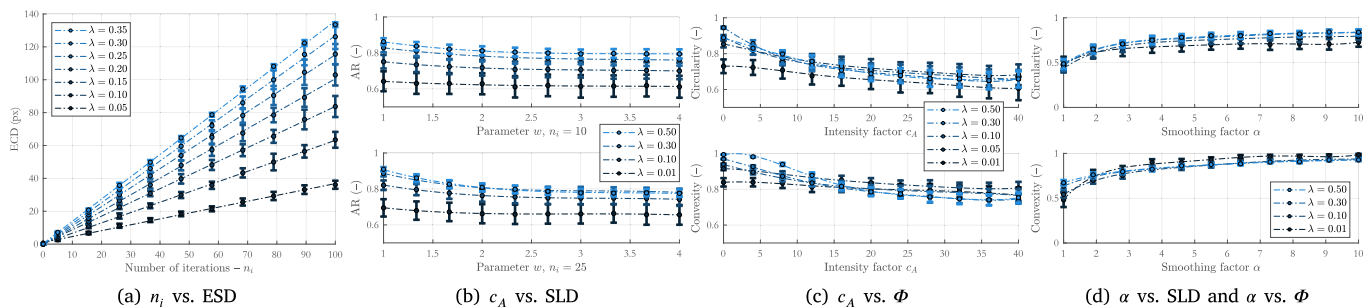 140
120
100
80
60
40
20
0
ECD (px)
λ = 0.35
λ = 0.30
λ = 0.25
λ = 0.20
λ = 0.15
λ = 0.10
λ = 0.05
0 10 20 30 40 50 60 70 80 90 100
Number of iterations – nᵢ
(a) nᵢ vs. ESD
1
0.8
0.6
AR (−)
1 1.5 2 2.5 3 3.5 4
Parameter w, nᵢ = 10
λ = 0.50
λ = 0.30
λ = 0.10
λ = 0.01
1
0.8
0.6
AR (−)
1 1.5 2 2.5 3 3.5 4
Parameter w, nᵢ = 25
(b) c_A vs. SLD
1
0.8
0.6
Circularity (−)
0 5 10 15 20 25 30 35 40
Intensity factor c_A
λ = 0.50
λ = 0.30
λ = 0.10
λ = 0.05
λ = 0.01
1
0.8
0.6
Convexity (−)
0 5 10 15 20 25 30 35 40
Intensity factor c_A
(c) c_A vs. Φ
1
0.5
0
Circularity (−)
1 2 3 4 5 6 7 8 9 10
Smoothing factor α
1
0.5
0
Convexity (−)
λ = 0.50
λ = 0.30
λ = 0.10
λ = 0.01
1 2 3 4 5 6 7 8 9 10
Smoothing factor α
(d) α vs. SLD and α vs. Φ